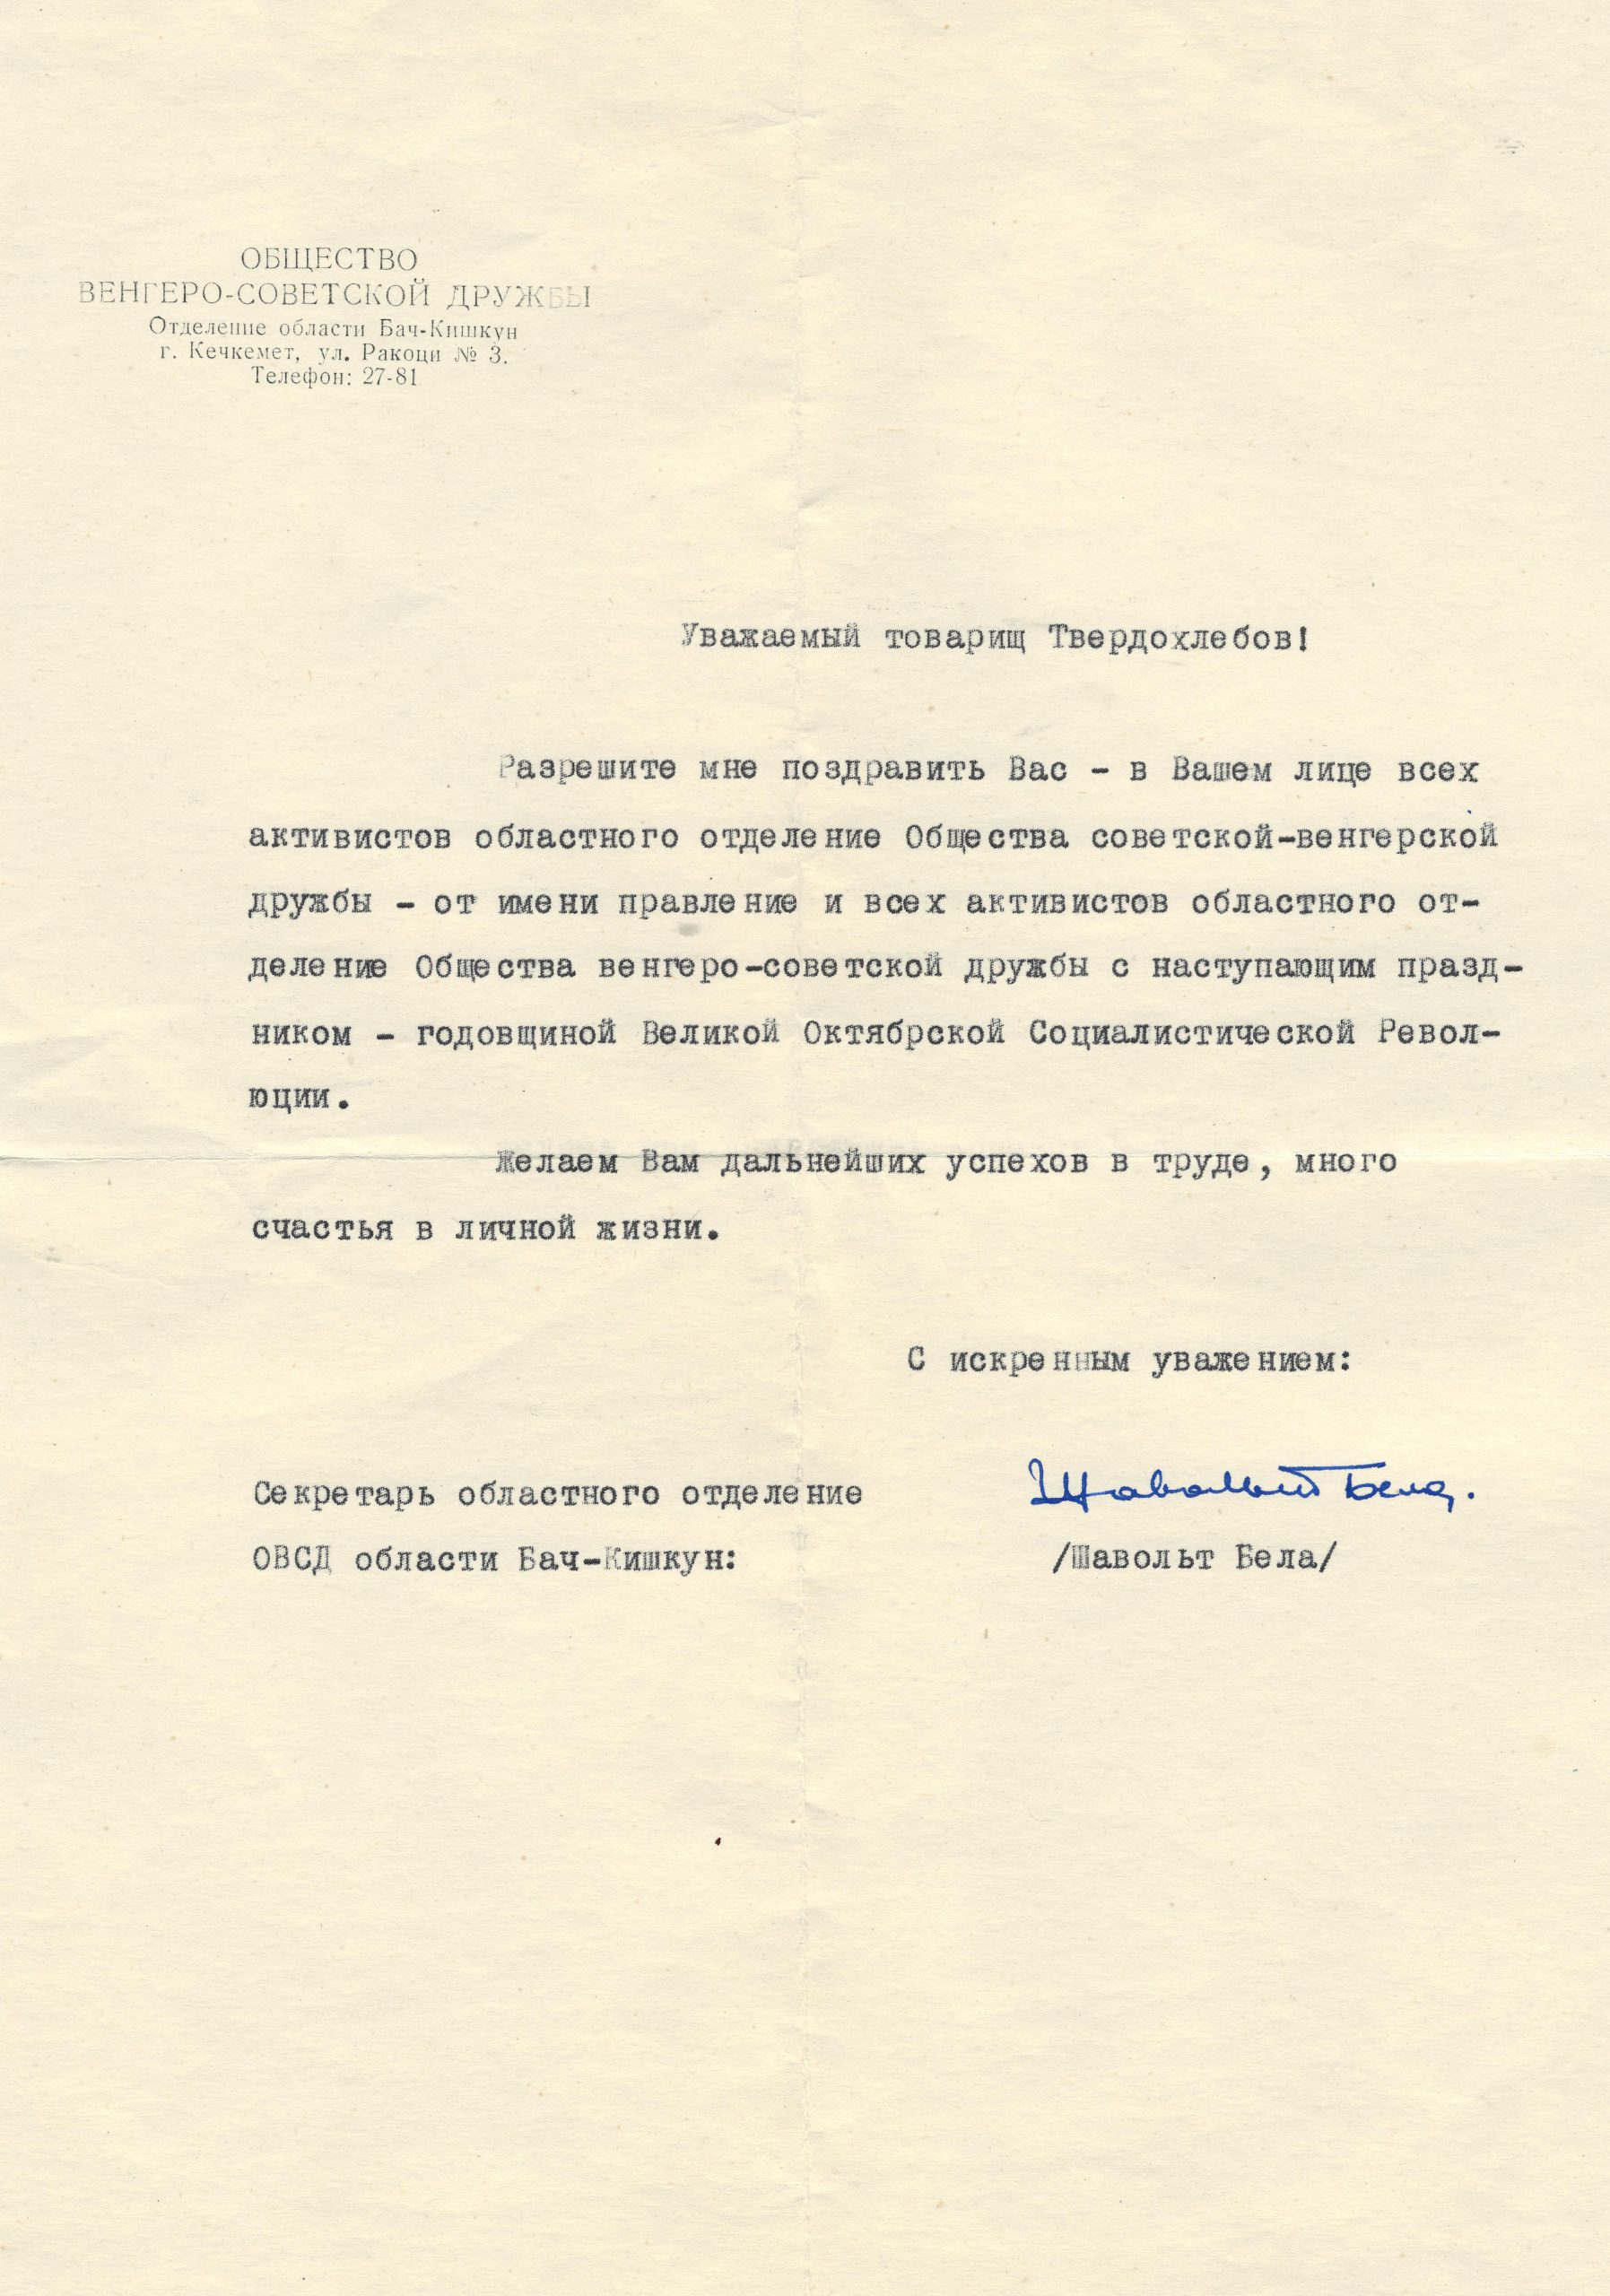 ОБЩЕСТВО
ВЕНГЕРО-СОВЕТСКОЙ ДРУЖБЫ
Отделение области Бач-Кишкун
г. Кечкемет, ул. Ракоци № 3.
Телефон: 27-81
Уважаемый товарищ Твердохлебов!
Разрешите мне поздравить Вас - в Вашем лице всех
активистов областного отделение Общества советской-венгерской
дружбы - от имени правление и всех активистов областного от-
деление Общества венгеро-советской дружбы с наступающим празд-
ником - годовщиной Великой Октябрской Социалистической Револ-
юции.
Желаем Вам дальнейших успехов в труде, много
счастья в личной жизни.
С искренным уважением:
Секретарь областного отделение
Шавольт Бела.
ОВСД области Бач-Кишкун:
/Шавольт Бела/